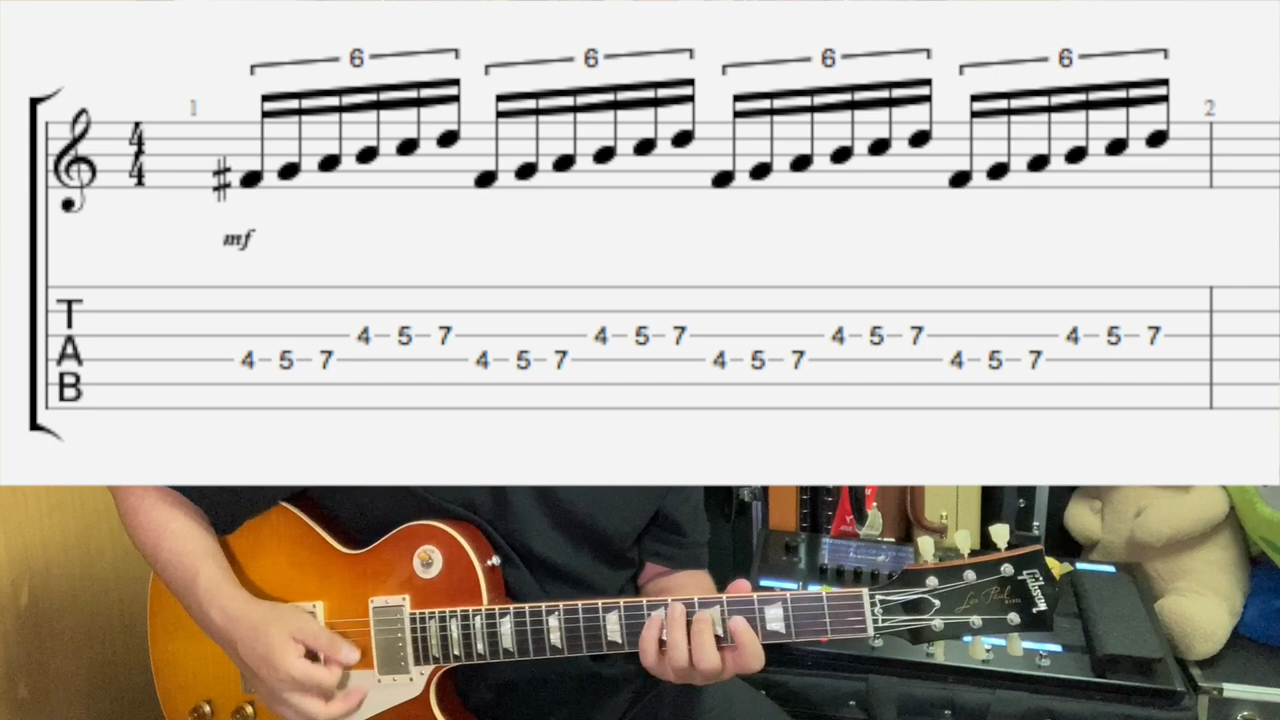 6 6 6 6
1 2
4
4
mf
T
A
B
4 5 7 4 5 7 4 5 7 4 5 7
4 5 7 4 5 7 4 5 7 4 5 7
Gibson
Les Paul